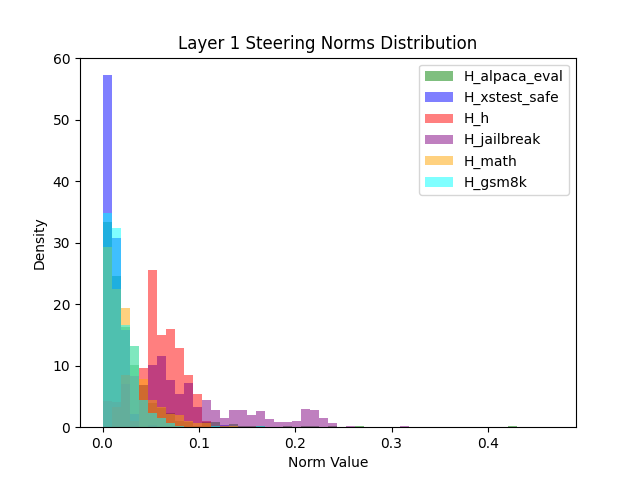 Layer 1 Steering Norms Distribution
Density
60
50
40
30
20
10
0
0.0
0.1
0.2
0.3
0.4
Norm Value
H_alpaca_eval
H_xstest_safe
H_h
H_jailbreak
H_math
H_gsm8k